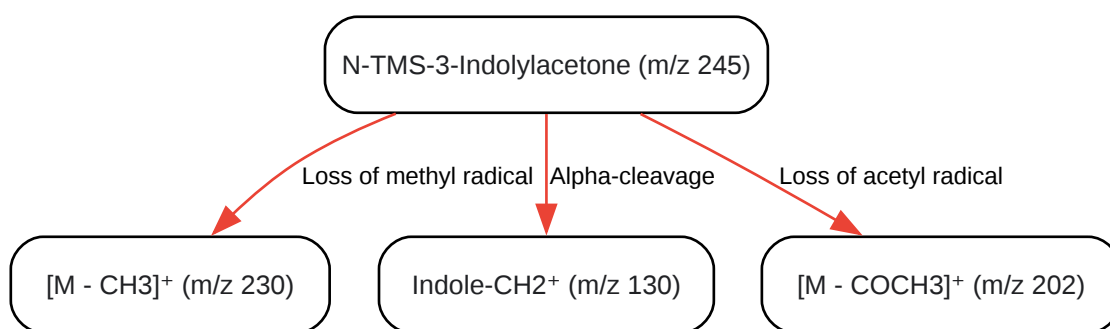 N-TMS-3-Indolylacetone (m/z 245)
Loss of methyl radical
Alpha-cleavage
Loss of acetyl radical
[M - CH3]⁺ (m/z 230)
Indole-CH2⁺ (m/z 130)
[M - COCH3]⁺ (m/z 202)